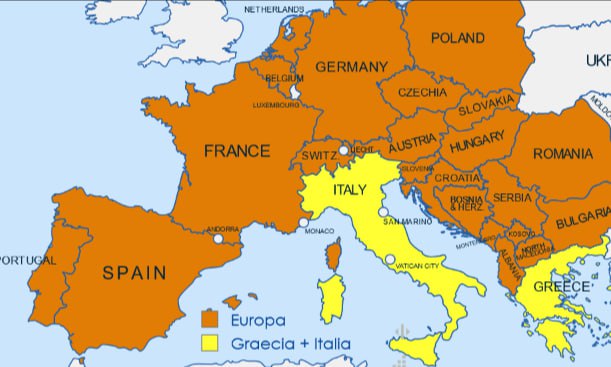 NETHERLANDS
POLAND
UKR
GERMANY
BELGIUM
CZECHIA
LUXEMBOURG
SLOVAKIA
MOLDO
AUSTRIA
HUNGARY
FRANCE
SWITZ
LIECHT
ROMANIA
SLOVENIA
CROATIA
ITALY
BOSNIA
& HERZ.
SERBIA
SAN MARINO
BULGARIA
ANDORRA
MONACO
KOSOVO
MONTENEGRO
NORTH
MACEDONIA
PORTUGAL
SPAIN
VATICAN CITY
ALBANIA
GREECE
Europa
Graecia + Italia